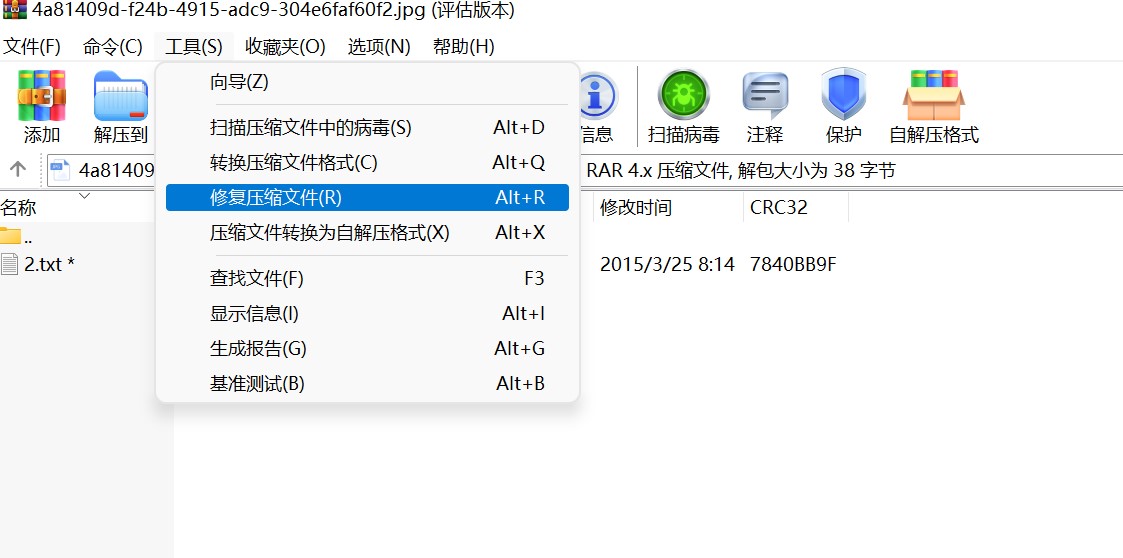 4a81409d-f24b-4915-adc9-304e6faf60f2.jpg (评估版本)
文件(F) 命令(C) 工具(S) 收藏夹(O) 选项(N) 帮助(H)
向导(Z)
扫描压缩文件中的病毒(S) Alt+D
转换压缩文件格式(C) Alt+Q
修复压缩文件(R) Alt+R
压缩文件转换为自解压格式(X) Alt+X
查找文件(F) F3
显示信息(I) Alt+I
生成报告(G) Alt+G
基准测试(B) Alt+B
添加 解压到 信息 扫描病毒 注释 保护 自解压格式
4a81409 RAR 4.x 压缩文件, 解包大小为 38 字节
名称 修改时间 CRC32
..
2.txt * 2015/3/25 8:14 7840BB9F